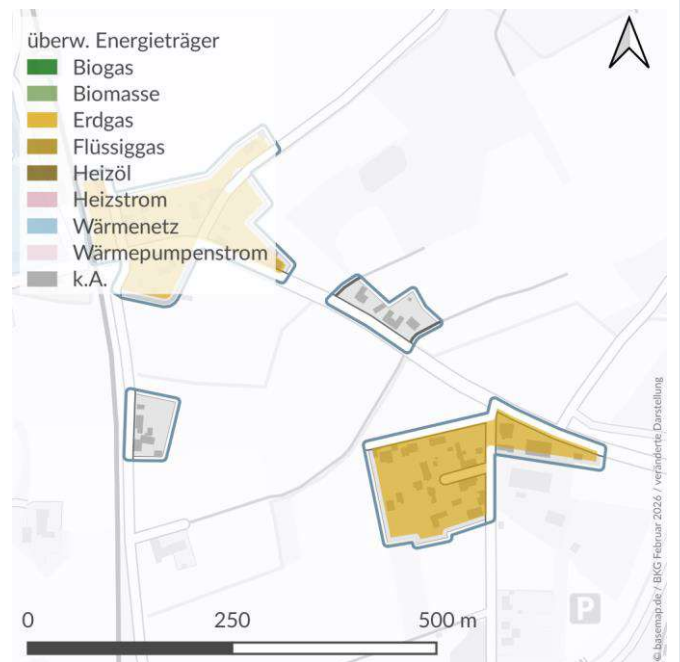 überw. Energieträger
Biogas
Biomasse
Erdgas
Flüssiggas
Heizöl
Heizstrom
Wärmenetz
Wärmepumpenstrom
k.A.
P
0 250 500 m
© basemap.de / BKG Februar 2026 / veränderte Darstellung